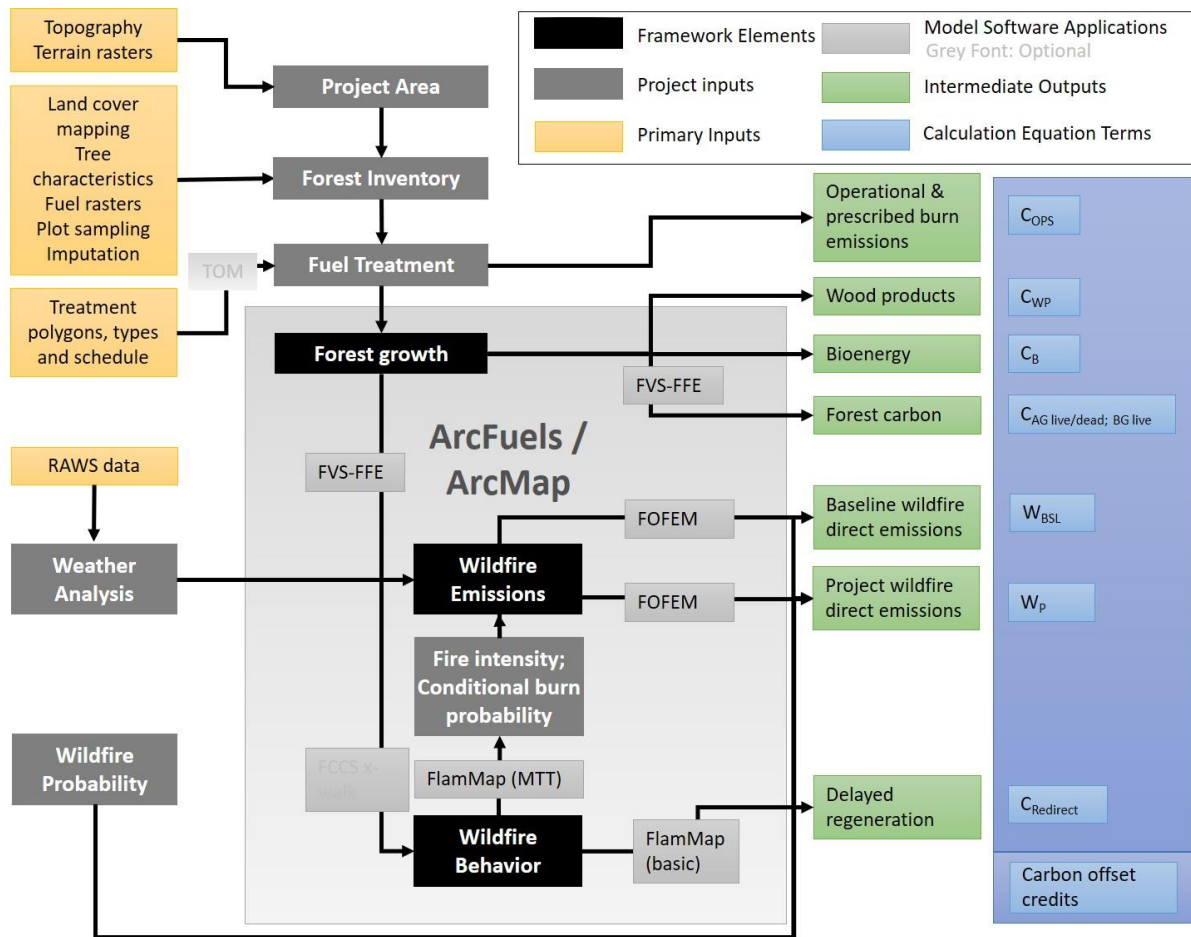 Topography
Terrain rasters
Land cover
mapping
Tree
characteristics
Fuel rasters
Plot sampling
Imputation
Treatment
polygons, types
and schedule
TOM
Project Area
Forest Inventory
Fuel Treatment
Framework Elements
Project inputs
Primary Inputs
Model Software Applications
Grey Font: Optional
Intermediate Outputs
Calculation Equation Terms
Forest growth
FVS-FFE
FVS-FFE
ArcFuels /
ArcMap
RAWS data
Weather
Analysis
Wildfire
Probability
Wildfire
Emissions
FOFEM
FOFEM
Fire intensity;
Conditional burn
probability
FCCS x-
walk
FlamMap (MTT)
Wildfire
Behavior
FlamMap
(basic)
Operational &
prescribed burn
emissions
Wood products
Bioenergy
Forest carbon
Baseline wildfire
direct emissions
Project wildfire
direct emissions
Delayed
regeneration
COPS
CWP
CB
CAG live/dead; BG live
WBSL
WP
CRedirect
Carbon offset
credits